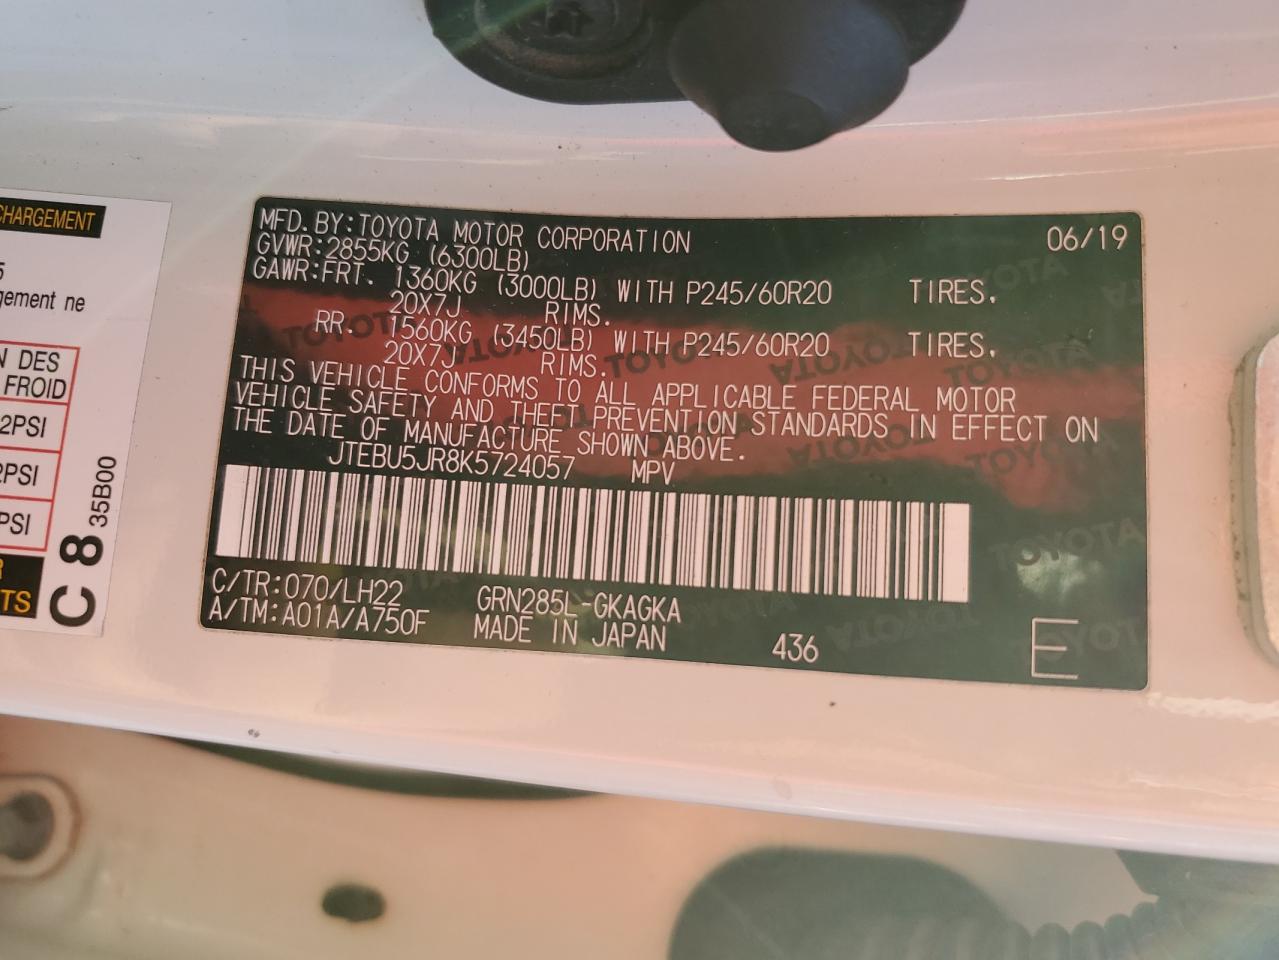 CHARGEMENT
5
gement ne
N DES
FROID
2PSI
2PSI
PSI
R
TS
C 8 35B00
MFD. BY: TOYOTA MOTOR CORPORATION 06/19
GVWR: 2855KG (6300LB)
GAWR: FRT. 1360KG (3000LB) WITH P245/60R20 TIRES.
20X7J RIMS.
RR. 1560KG (3450LB) WITH P245/60R20 TIRES.
20X7J RIMS.
THIS VEHICLE CONFORMS TO ALL APPLICABLE FEDERAL MOTOR
VEHICLE SAFETY AND THEFT PREVENTION STANDARDS IN EFFECT ON
THE DATE OF MANUFACTURE SHOWN ABOVE.
JTEBU5JR8K5724057 MPV
C/TR: 070/LH22 GRN285L-GKAGKA
A/TM: A01A/A750F MADE IN JAPAN 436 E